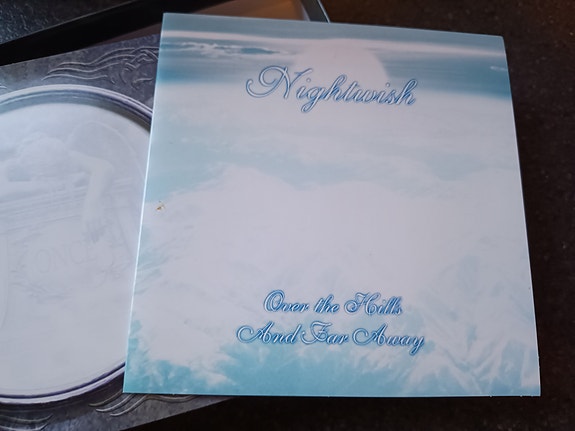 Nightwish
Over the Hills
And Far Away